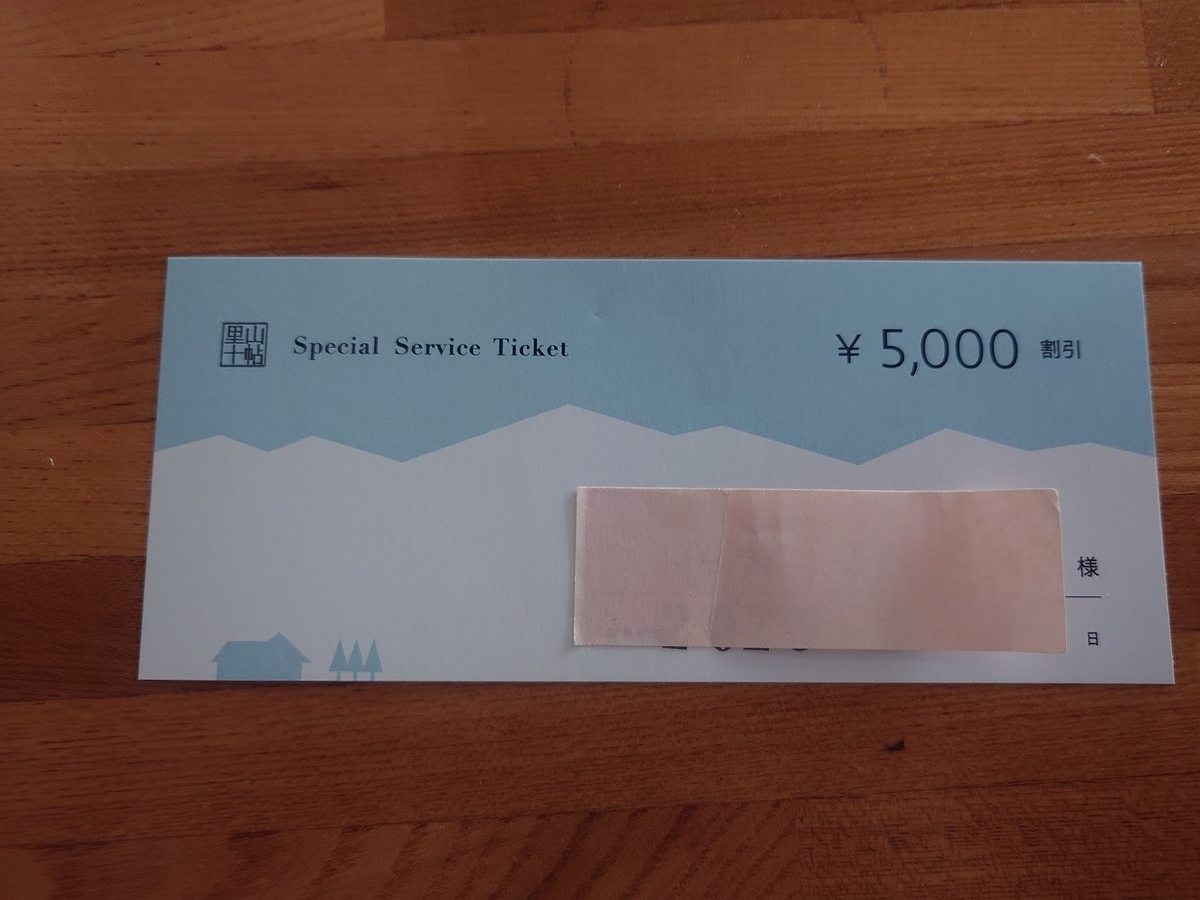 里山十帖
Special Service Ticket
¥ 5,000 割引
様
日